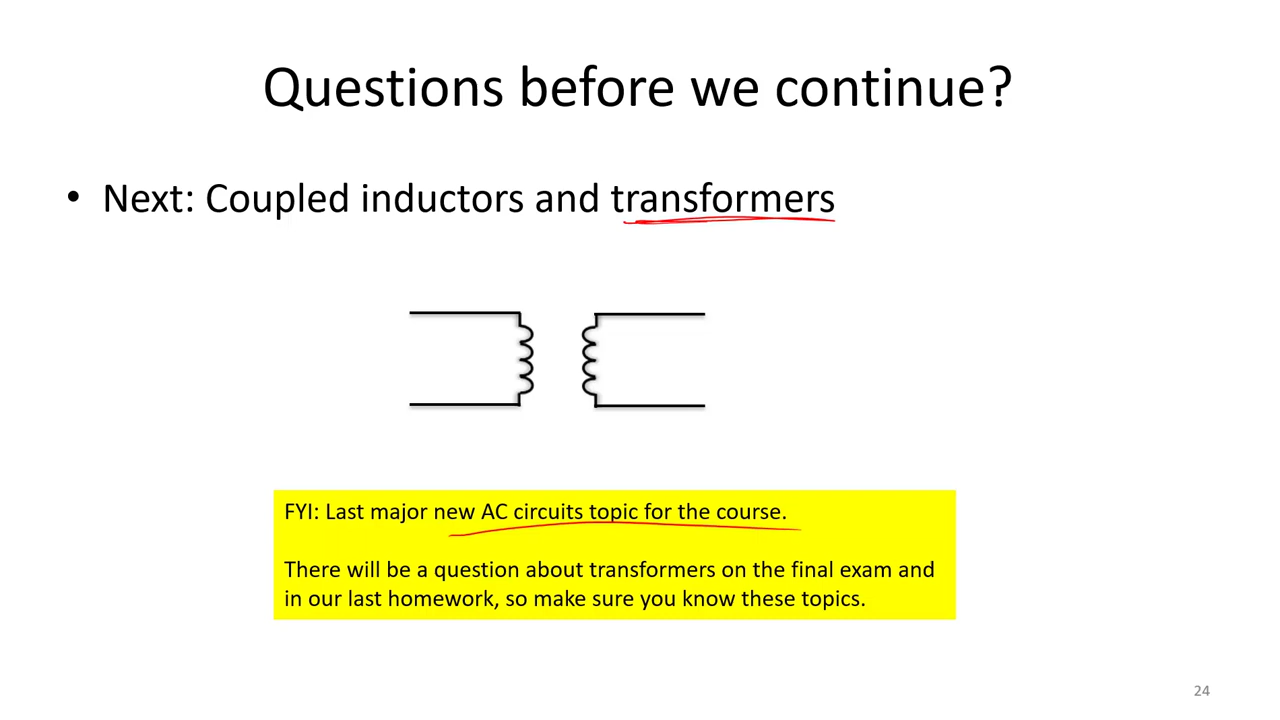 Questions before we continue?
• Next: Coupled inductors and transformers
FYI: Last major new AC circuits topic for the course.
There will be a question about transformers on the final exam and
in our last homework, so make sure you know these topics.
24